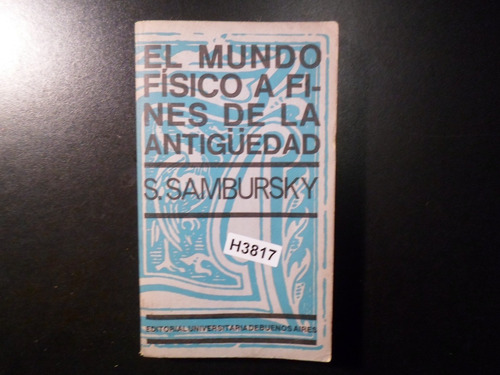 EL MUNDO
FÍSICO A FI-
NES DE LA
ANTIGÜEDAD
S. SAMBURSKY
H3817
EDITORIAL UNIVERSITARIA DE BUENOS AIRES